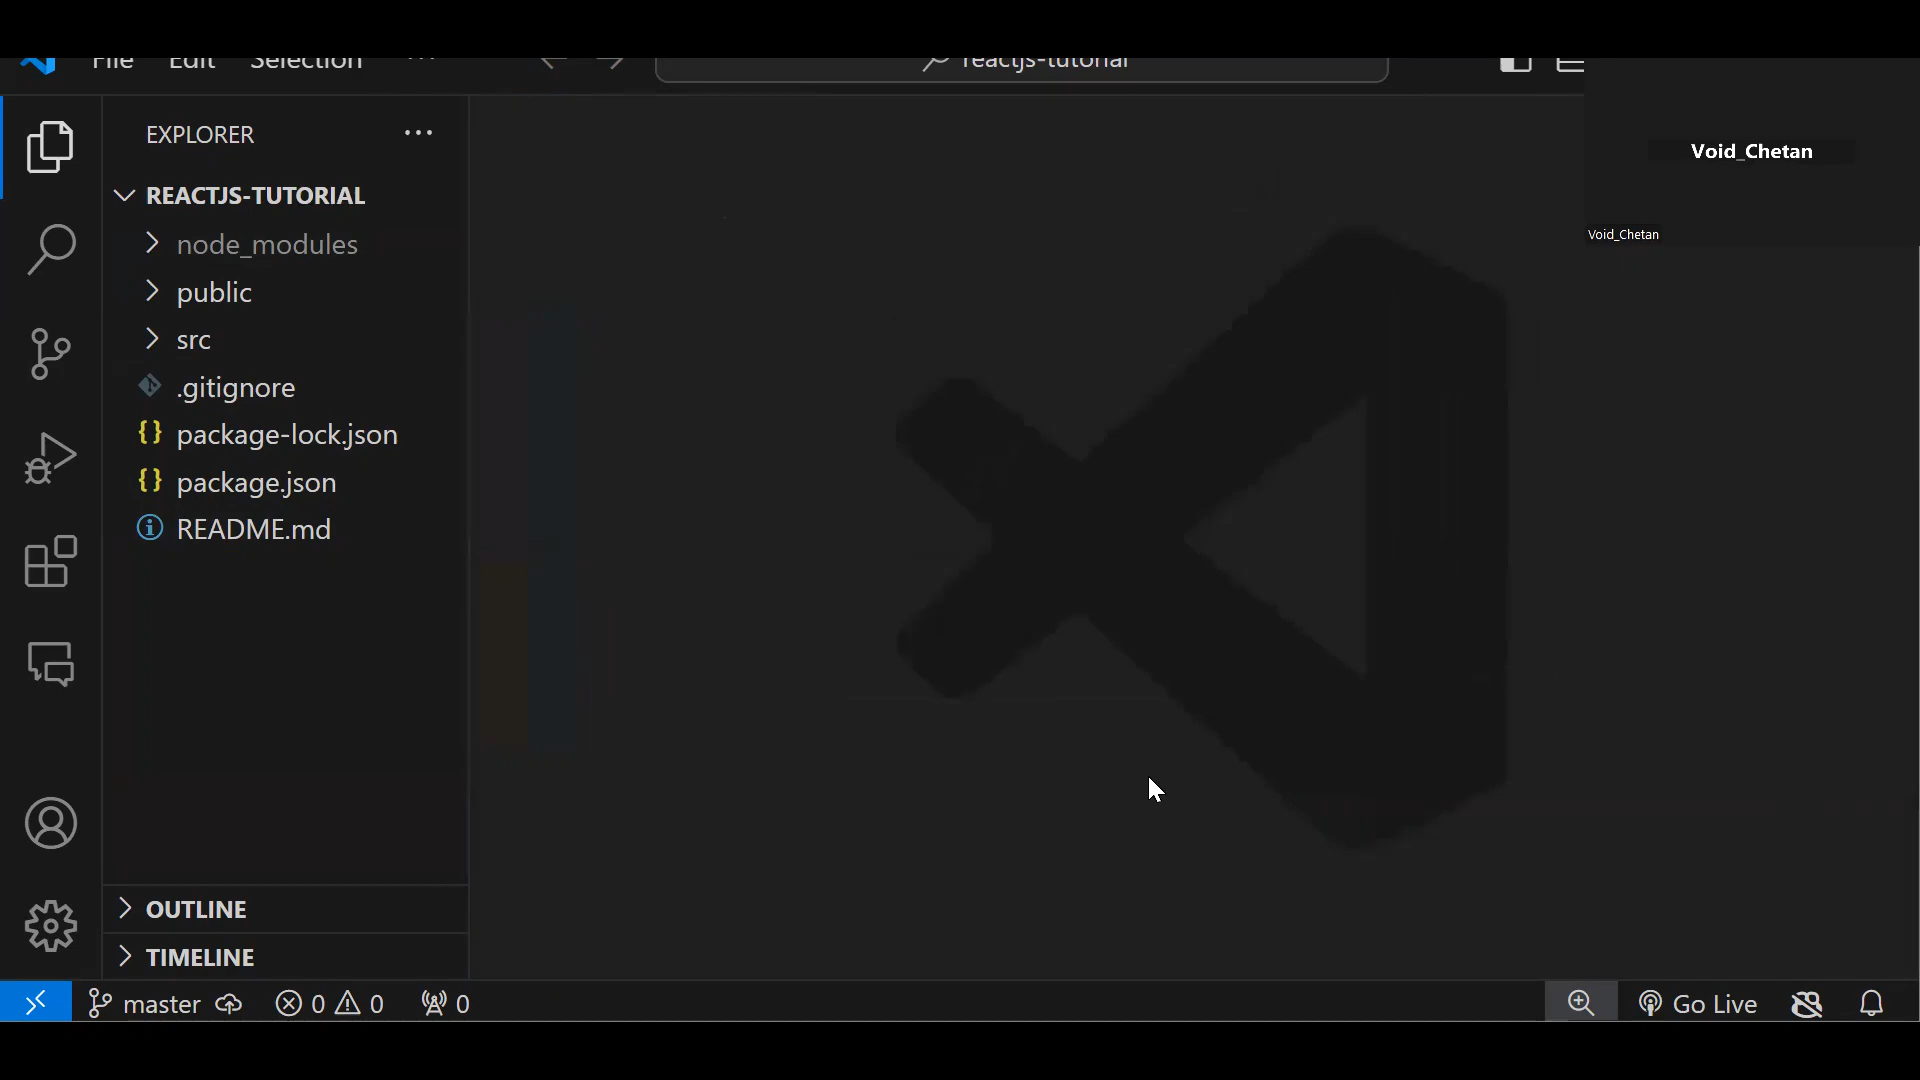 File Edit Selection ... reactjs-tutorial
EXPLORER ...
Void_Chetan
REACTJS-TUTORIAL
Void_Chetan
node_modules
public
src
.gitignore
{} package-lock.json
{} package.json
README.md
OUTLINE
TIMELINE
master 0 0 0 Go Live